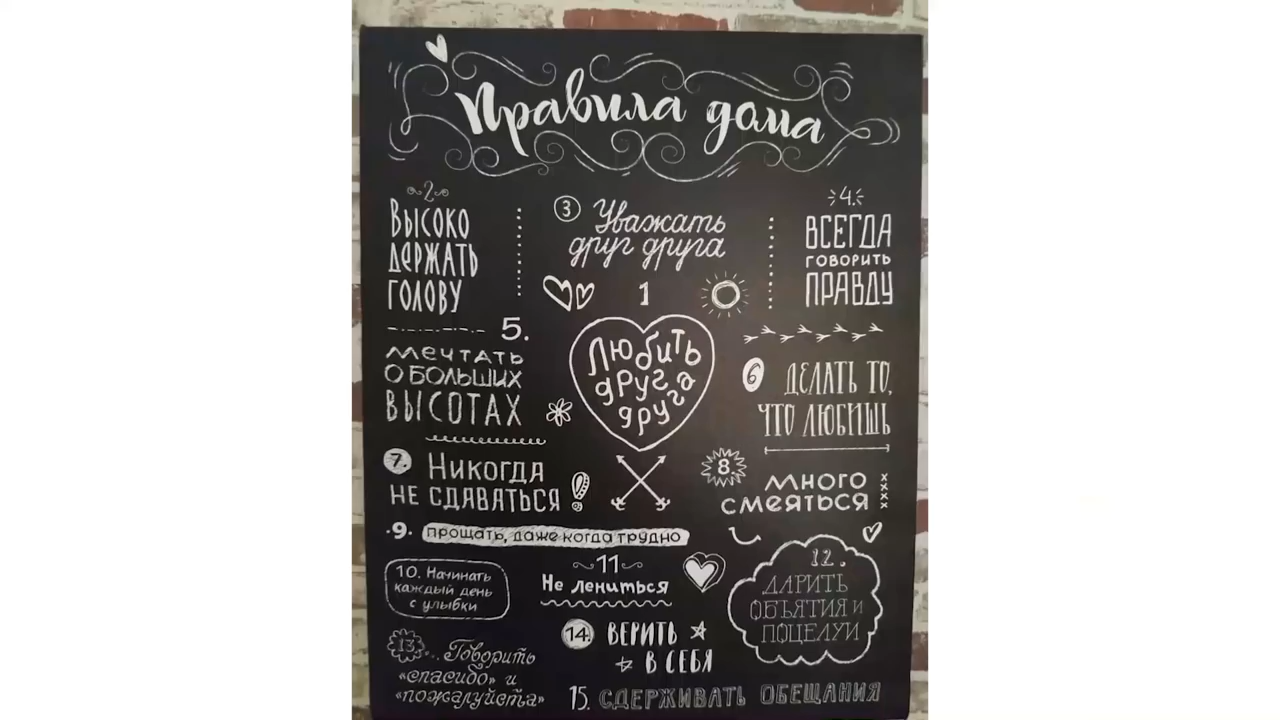 Правила дома
2
Высоко
держать
голову
3 Уважать
друг друга
4.
Всегда
говорить
правду
1
Любить
друг
друга
5.
Мечтать
о больших
высотах
6 Делать то,
что любишь
7. Никогда
не сдаваться!
8. Много
смеяться
9. прощать, даже когда трудно
10. Начинать
каждый день
с улыбки
11
Не лениться
12.
Дарить
объятия и
поцелуи
13... Говорить
«спасибо» и
«пожалуйста»
14. Верить
в себя
15. Сдерживать обещания